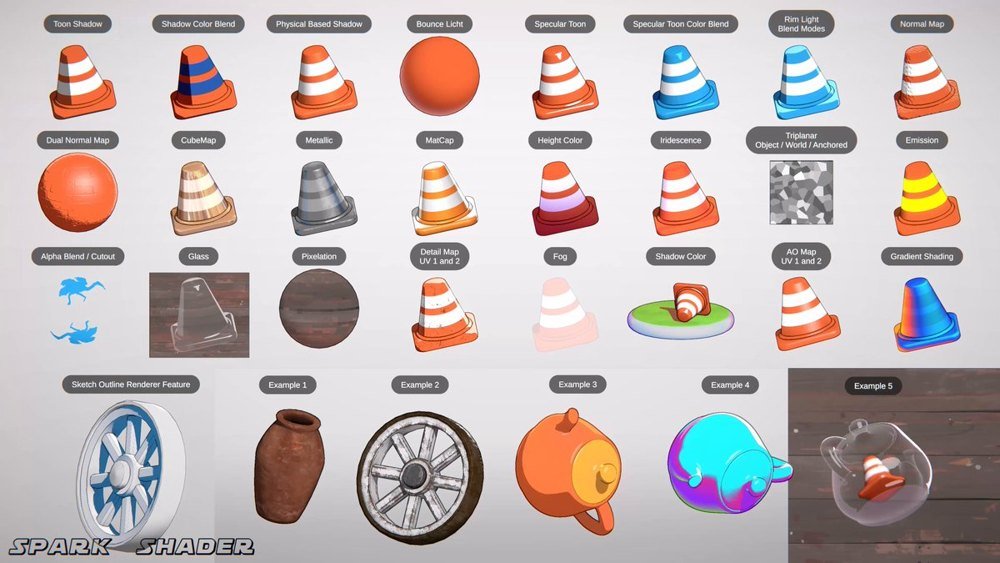 Toon Shadow
Shadow Color Blend
Physical Based Shadow
Bounce Licht
Specular Toon
Specular Toon Color Blend
Rim Light
Blend Modes
Normal Map
Dual Normal Map
CubeMap
Metallic
MatCap
Height Color
Iridescence
Triplanar
Object / World / Anchored
Emission
Alpha Blend / Cutout
Glass
Pixelation
Detail Map
UV 1 and 2
Fog
Shadow Color
AO Map
UV 1 and 2
Gradient Shading
Sketch Outline Renderer Feature
Example 1
Example 2
Example 3
Example 4
Example 5
SPARK SHADER